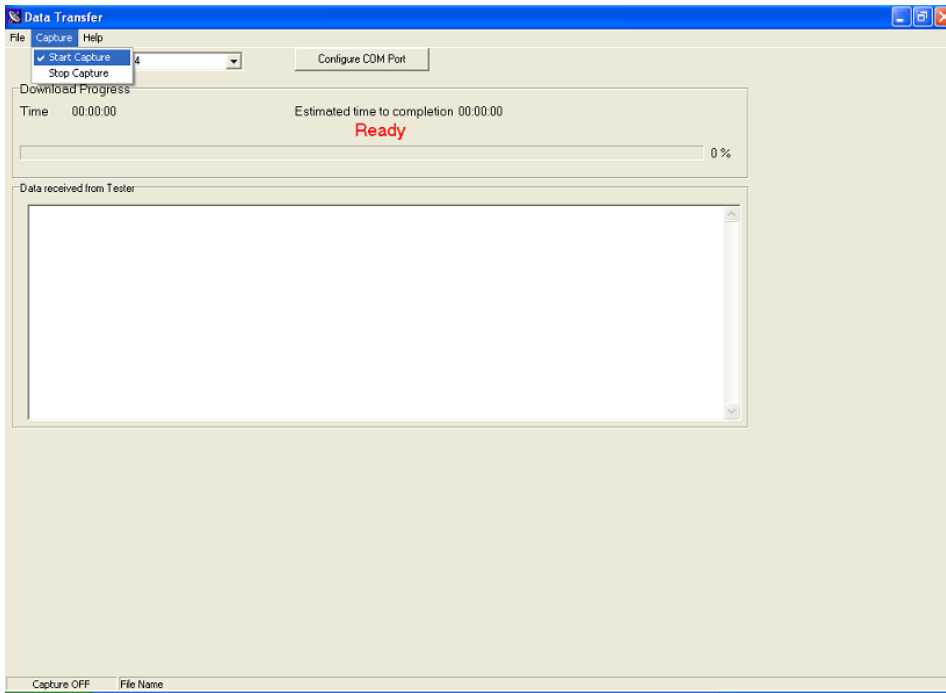 Data Transfer
File Capture Help
Start Capture
4
Configure COM Port
Stop Capture
Download Progress
Time 00:00:00 Estimated time to completion 00:00:00
Ready
0 %
Data received from Tester
Capture OFF File Name